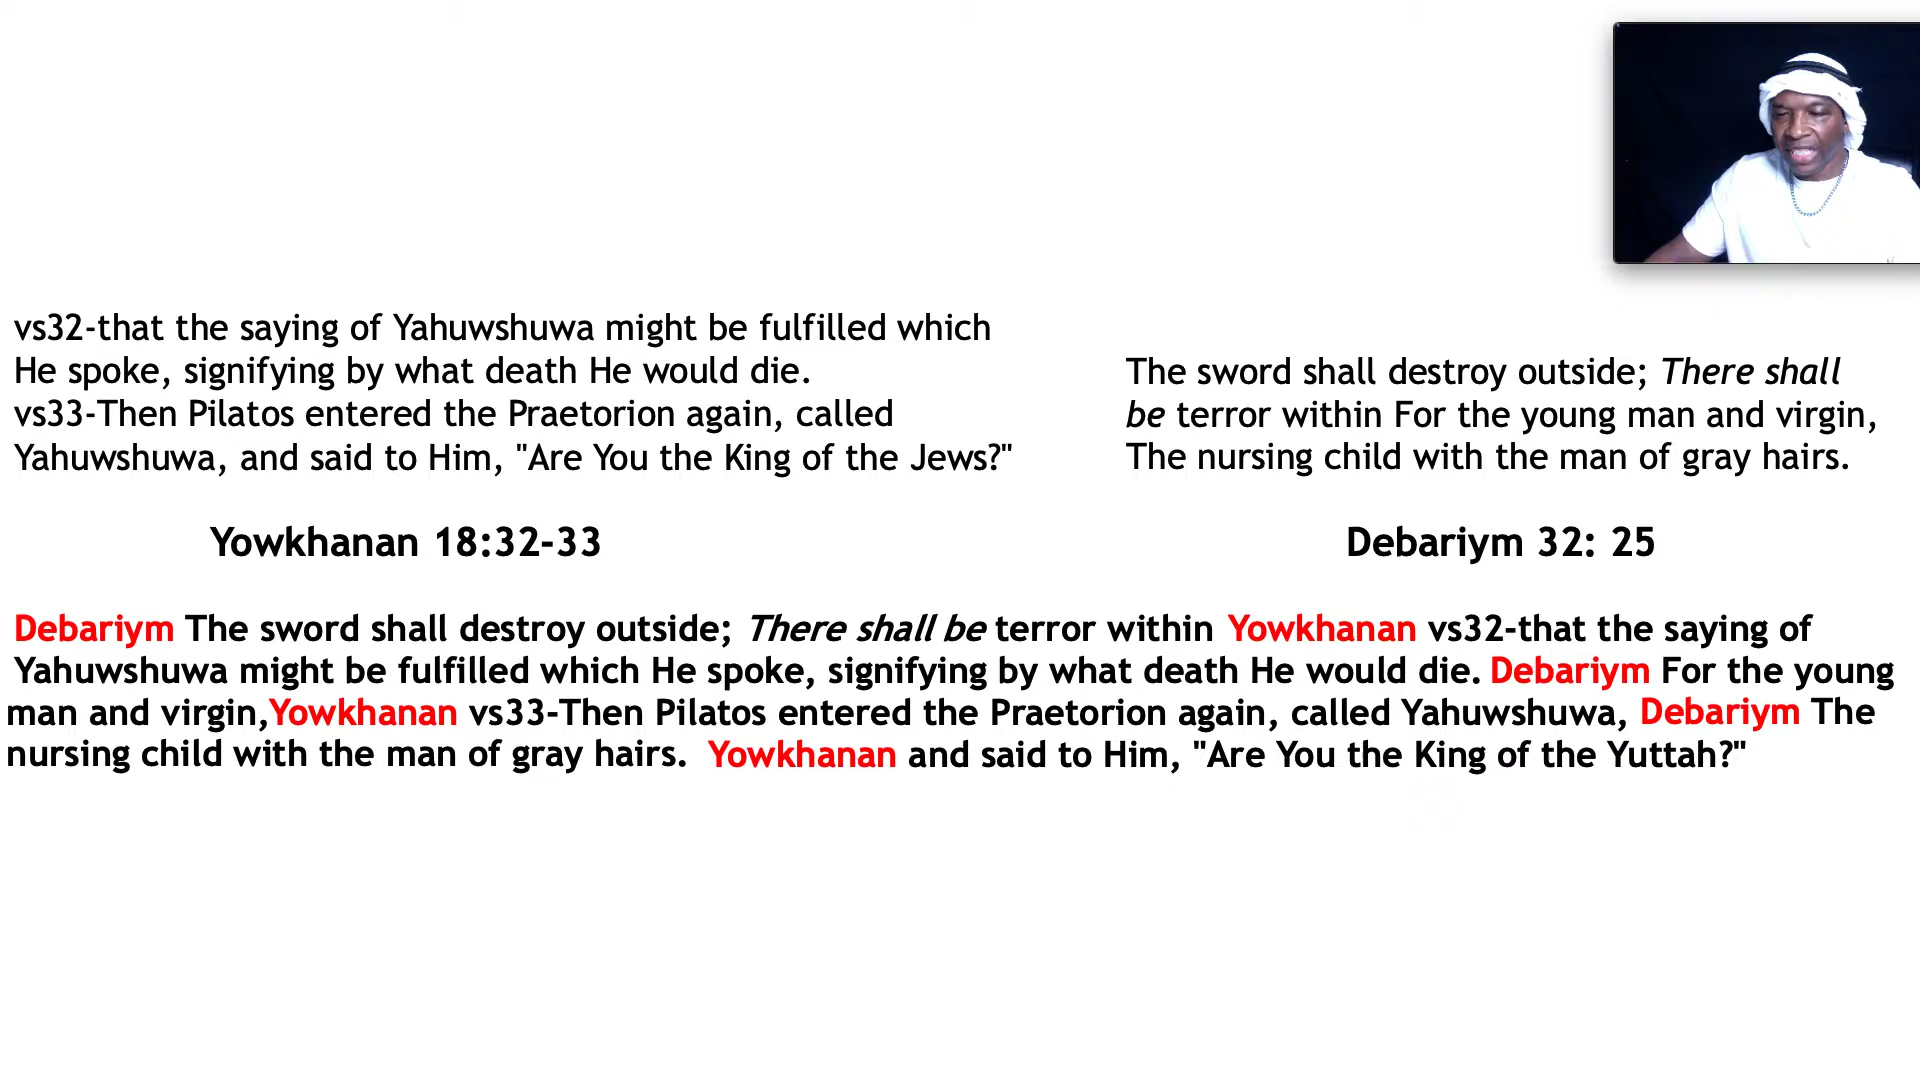 vs32-that the saying of Yahuwshuwa might be fulfilled which
He spoke, signifying by what death He would die.
vs33-Then Pilatos entered the Praetorion again, called
Yahuwshuwa, and said to Him, "Are You the King of the Jews?"
Yowkhanan 18:32-33
The sword shall destroy outside; There shall
be terror within For the young man and virgin,
The nursing child with the man of gray hairs.
Debariym 32: 25
Debariym The sword shall destroy outside; There shall be terror within Yowkhanan vs32-that the saying of
Yahuwshuwa might be fulfilled which He spoke, signifying by what death He would die. Debariym For the young
man and virgin,Yowkhanan vs33-Then Pilatos entered the Praetorion again, called Yahuwshuwa, Debariym The
nursing child with the man of gray hairs. Yowkhanan and said to Him, "Are You the King of the Yuttah?"